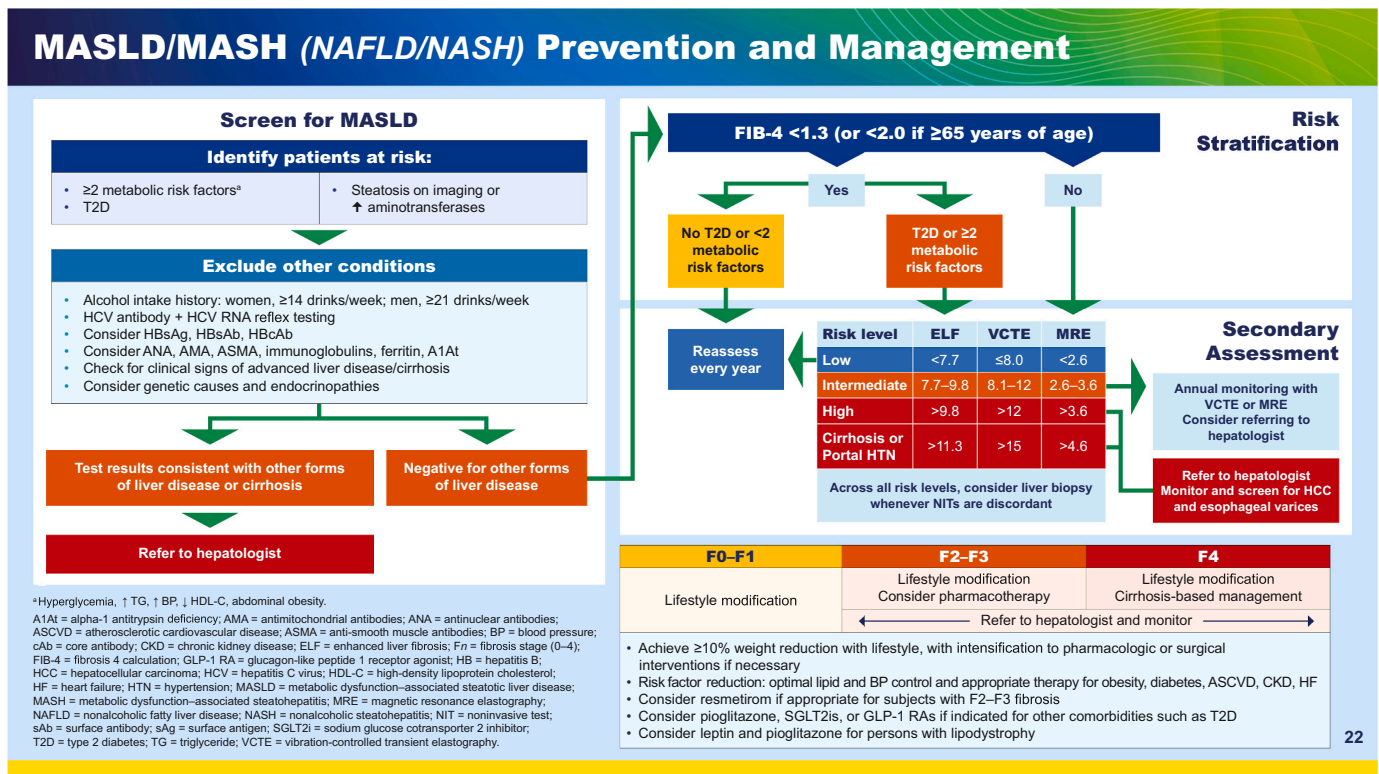 MASLD/MASH (NAFLD/NASH) Prevention and Management
Screen for MASLD
Identify patients at risk:
• ≥2 metabolic risk factorsᵃ
• T2D
• Steatosis on imaging or
↑ aminotransferases
Exclude other conditions
• Alcohol intake history: women, ≥14 drinks/week; men, ≥21 drinks/week
• HCV antibody + HCV RNA reflex testing
• Consider HBsAg, HBsAb, HBcAb
• Consider ANA, AMA, ASMA, immunoglobulins, ferritin, A1At
• Check for clinical signs of advanced liver disease/cirrhosis
• Consider genetic causes and endocrinopathies
Test results consistent with other forms
of liver disease or cirrhosis
Negative for other forms
of liver disease
Refer to hepatologist
ᵃ Hyperglycemia, ↑ TG, ↑ BP, ↓ HDL-C, abdominal obesity.
A1At = alpha-1 antitrypsin deficiency; AMA = antimitochondrial antibodies; ANA = antinuclear antibodies;
ASCVD = atherosclerotic cardiovascular disease; ASMA = anti-smooth muscle antibodies; BP = blood pressure;
cAb = core antibody; CKD = chronic kidney disease; ELF = enhanced liver fibrosis; Fn = fibrosis stage (0–4);
FIB-4 = fibrosis 4 calculation; GLP-1 RA = glucagon-like peptide 1 receptor agonist; HB = hepatitis B;
HCC = hepatocellular carcinoma; HCV = hepatitis C virus; HDL-C = high-density lipoprotein cholesterol;
HF = heart failure; HTN = hypertension; MASLD = metabolic dysfunction–associated steatotic liver disease;
MASH = metabolic dysfunction–associated steatohepatitis; MRE = magnetic resonance elastography;
NAFLD = nonalcoholic fatty liver disease; NASH = nonalcoholic steatohepatitis; NIT = noninvasive test;
sAb = surface antibody; sAg = surface antigen; SGLT2i = sodium glucose cotransporter 2 inhibitor;
T2D = type 2 diabetes; TG = triglyceride; VCTE = vibration-controlled transient elastography.
Risk
Stratification
FIB-4 <1.3 (or <2.0 if ≥65 years of age)
Yes
No
No T2D or <2
metabolic
risk factors
T2D or ≥2
metabolic
risk factors
Secondary
Assessment
Reassess
every year
Risk level ELF VCTE MRE
Low <7.7 ≤8.0 <2.6
Intermediate 7.7–9.8 8.1–12 2.6–3.6
High >9.8 >12 >3.6
Cirrhosis or
Portal HTN >11.3 >15 >4.6
Across all risk levels, consider liver biopsy
whenever NITs are discordant
Annual monitoring with
VCTE or MRE
Consider referring to
hepatologist
Refer to hepatologist
Monitor and screen for HCC
and esophageal varices
F0–F1 F2–F3 F4
Lifestyle modification
Lifestyle modification
Consider pharmacotherapy
Lifestyle modification
Cirrhosis-based management
Refer to hepatologist and monitor
• Achieve ≥10% weight reduction with lifestyle, with intensification to pharmacologic or surgical
interventions if necessary
• Risk factor reduction: optimal lipid and BP control and appropriate therapy for obesity, diabetes, ASCVD, CKD, HF
• Consider resmetirom if appropriate for subjects with F2–F3 fibrosis
• Consider pioglitazone, SGLT2is, or GLP-1 RAs if indicated for other comorbidities such as T2D
• Consider leptin and pioglitazone for persons with lipodystrophy
22